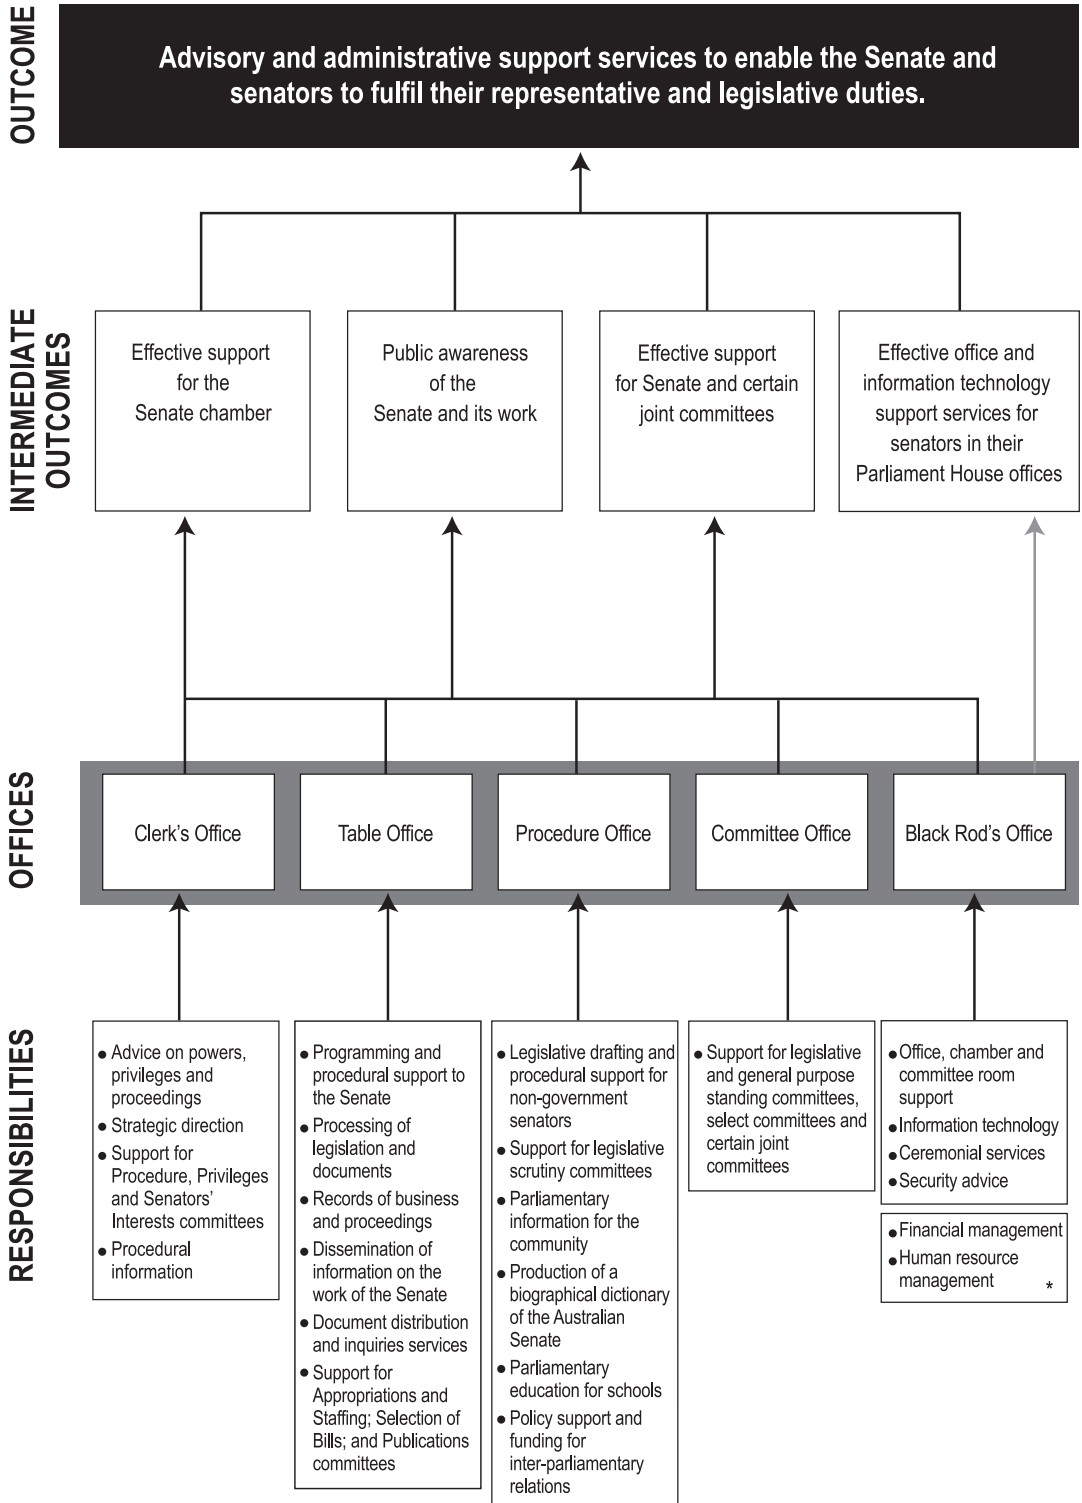 OUTCOME
Advisory and administrative support services to enable the Senate and
senators to fulfil their representative and legislative duties.
INTERMEDIATE
OUTCOMES
Effective support
for the
Senate chamber
Public awareness
of the
Senate and its work
Effective support
for Senate and certain
joint committees
Effective office and
information technology
support services for
senators in their
Parliament House offices
OFFICES
Clerk's Office
Table Office
Procedure Office
Committee Office
Black Rod's Office
RESPONSIBILITIES
• Advice on powers,
privileges and
proceedings
• Strategic direction
• Support for
Procedure, Privileges
and Senators'
Interests committees
• Procedural
information
• Programming and
procedural support to
the Senate
• Processing of
legislation and
documents
• Records of business
and proceedings
• Dissemination of
information on the
work of the Senate
• Document distribution
and inquiries services
• Support for
Appropriations and
Staffing; Selection of
Bills; and Publications
committees
• Legislative drafting and
procedural support for
non-government
senators
• Support for legislative
scrutiny committees
• Parliamentary
information for the
community
• Production of a
biographical dictionary
of the Australian
Senate
• Parliamentary
education for schools
• Policy support and
funding for
inter-parliamentary
relations
• Support for legislative
and general purpose
standing committees,
select committees and
certain joint
committees
• Office, chamber and
committee room
support
• Information technology
• Ceremonial services
• Security advice
• Financial management
• Human resource
management *